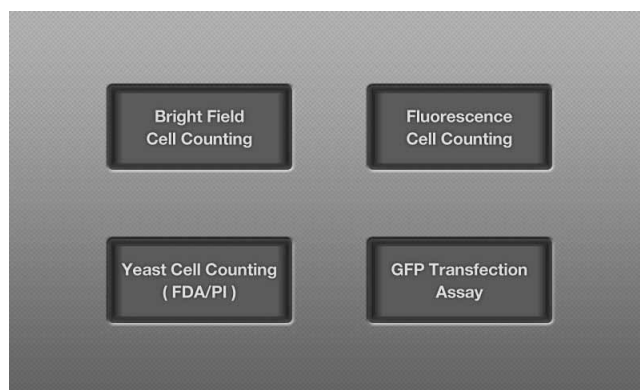 Bright Field
Cell Counting
Fluorescence
Cell Counting
Yeast Cell Counting
( FDA/PI )
GFP Transfection
Assay